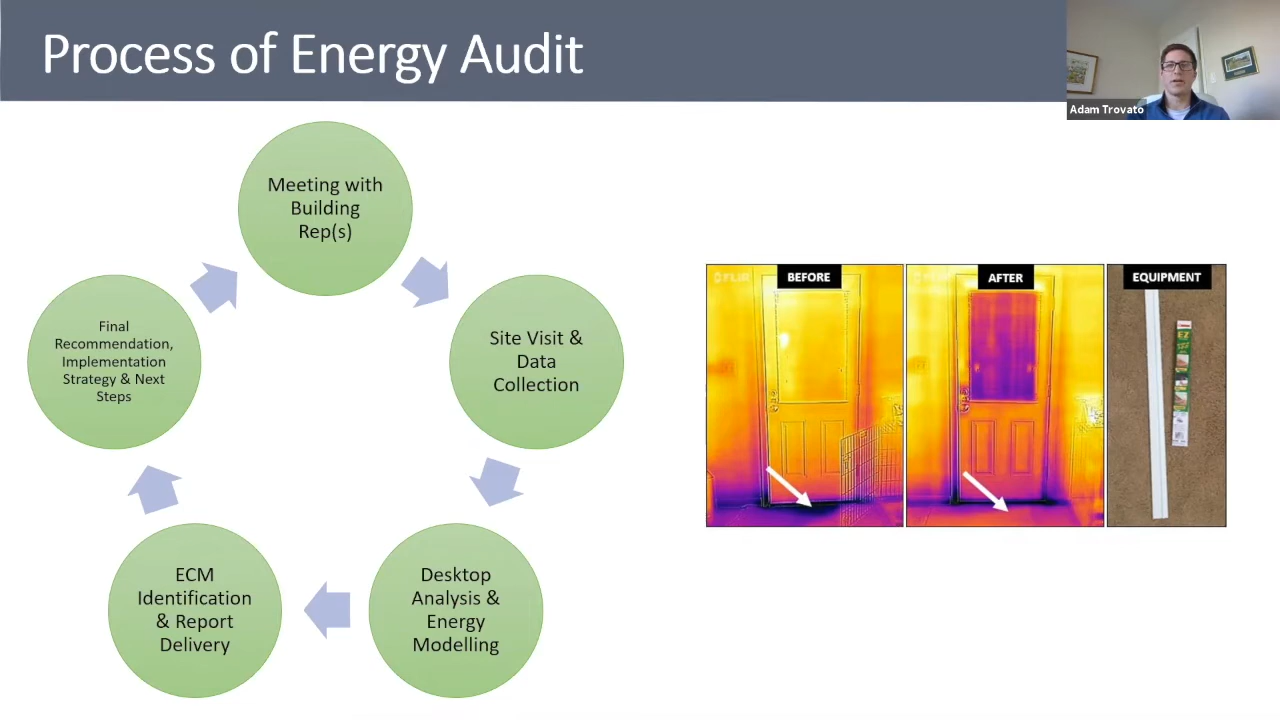 Process of Energy Audit
Adam Trovato
Meeting with
Building
Rep(s)
Site Visit &
Data
Collection
Desktop
Analysis &
Energy
Modelling
ECM
Identification
& Report
Delivery
Final
Recommendation,
Implementation
Strategy & Next
Steps
FLIR
BEFORE
AFTER
EQUIPMENT